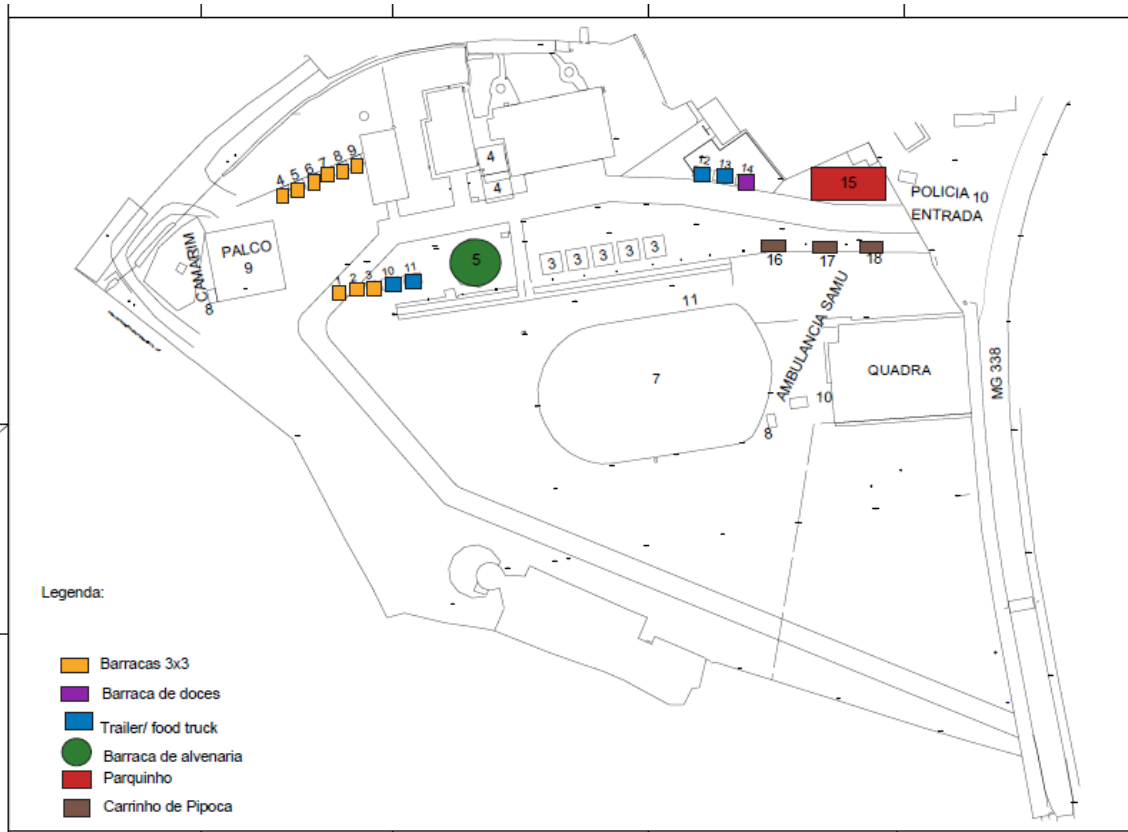 4
5
6
7
8
9
4
4
12
13
14
15
POLICIA 10
ENTRADA
CAMARIM
PALCO
9
8
5
3
3
3
3
3
16
17
18
1
2
3
10
11
11
AMBULANCIA SAMU
7
QUADRA
10
8
MG 338
Legenda:
Barracas 3x3
Barraca de doces
Trailer/ food truck
Barraca de alvenaria
Parquinho
Carrinho de Pipoca